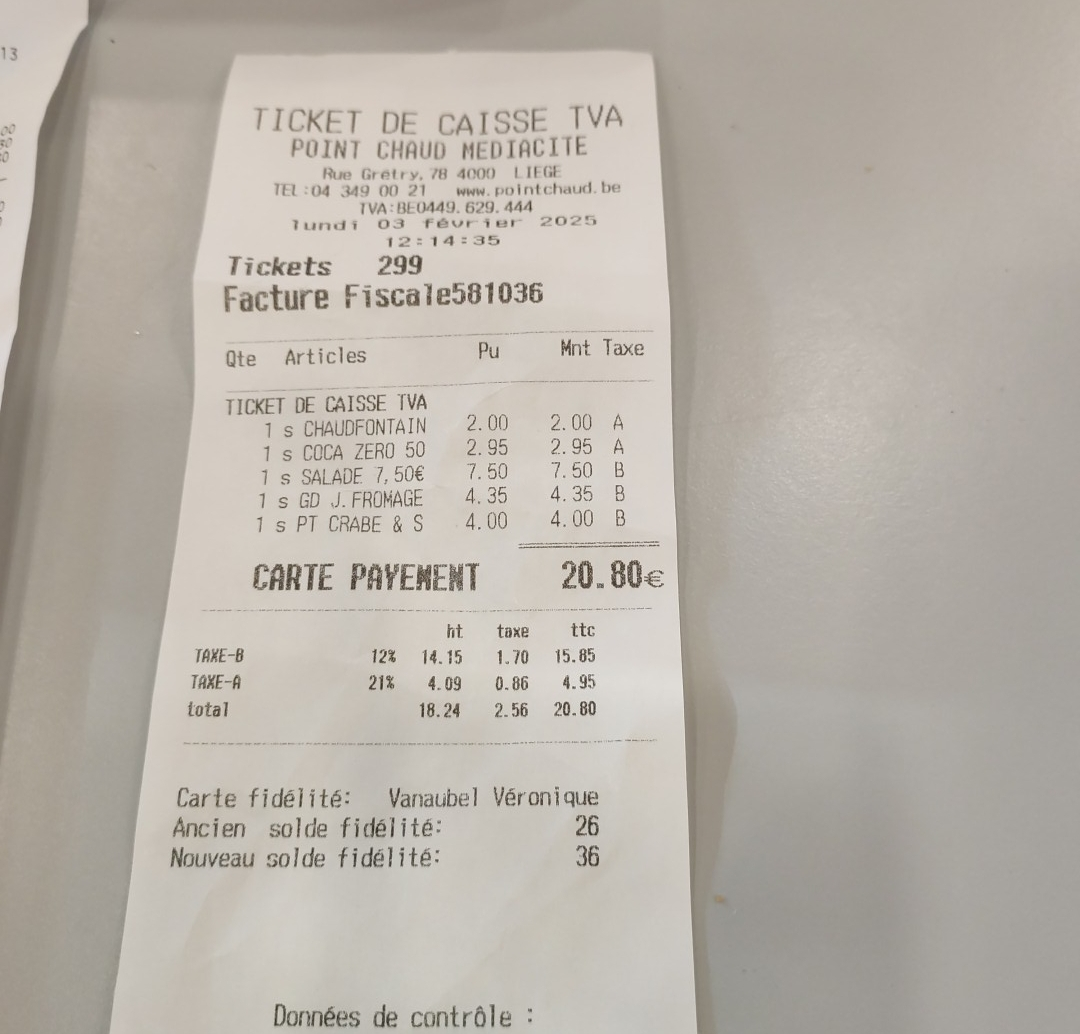 13
TICKET DE CAISSE TVA
POINT CHAUD MEDIACITE
Rue Grétry, 78 4000 LIEGE
TEL:04 349 00 21 www.pointchaud.be
TVA:BE0449.629.444
lundi 03 février 2025
12:14:35
Tickets 299
Facture Fiscale581036
Qte Articles Pu Mnt Taxe
TICKET DE CAISSE TVA
1 s CHAUDFONTAIN 2.00 2.00 A
1 s COCA ZERO 50 2.95 2.95 A
1 s SALADE 7,50€ 7.50 7.50 B
1 s GD J.FROMAGE 4.35 4.35 B
1 s PT CRABE & S 4.00 4.00 B
CARTE PAYEMENT 20.80€
ht taxe ttc
TAXE-B 12% 14.15 1.70 15.85
TAXE-A 21% 4.09 0.86 4.95
total 18.24 2.56 20.80
Carte fidélité: Vanaubel Véronique
Ancien solde fidélité: 26
Nouveau solde fidélité: 36
Données de contrôle :